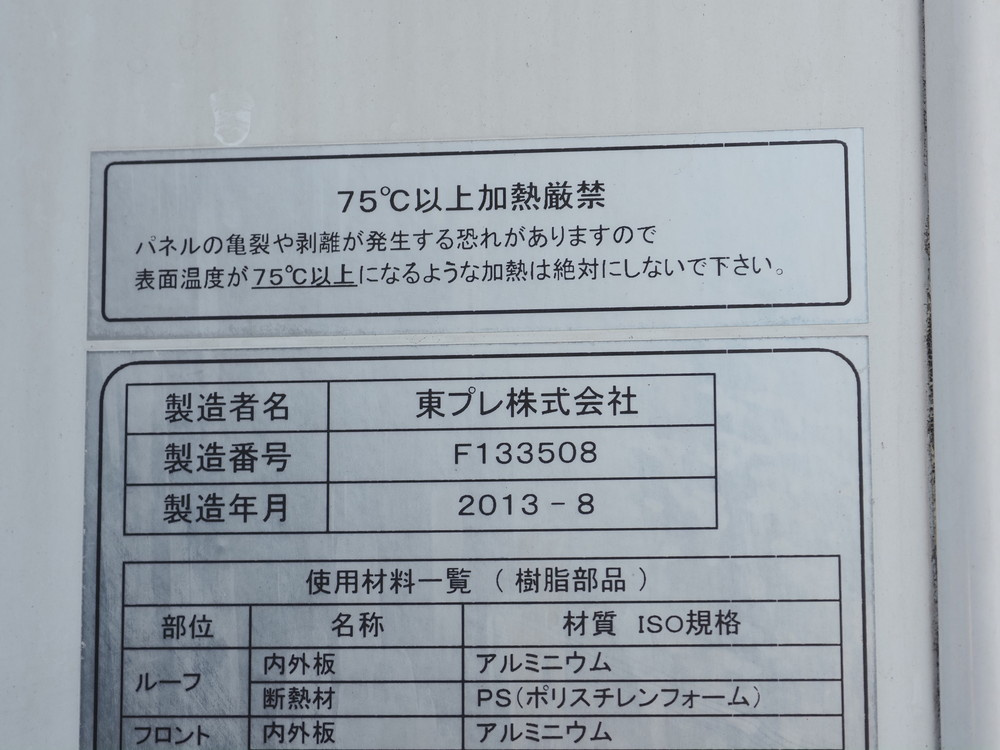 75℃以上加熱厳禁
パネルの亀裂や剥離が発生する恐れがありますので
表面温度が75℃以上になるような加熱は絶対にしないで下さい。
製造者名 東プレ株式会社
製造番号 F133508
製造年月 2013-8
使用材料一覧（樹脂部品）
部位 名称 材質 ISO規格
ルーフ 内外板 アルミニウム
断熱材 PS(ポリスチレンフォーム)
フロント 内外板 アルミニウム